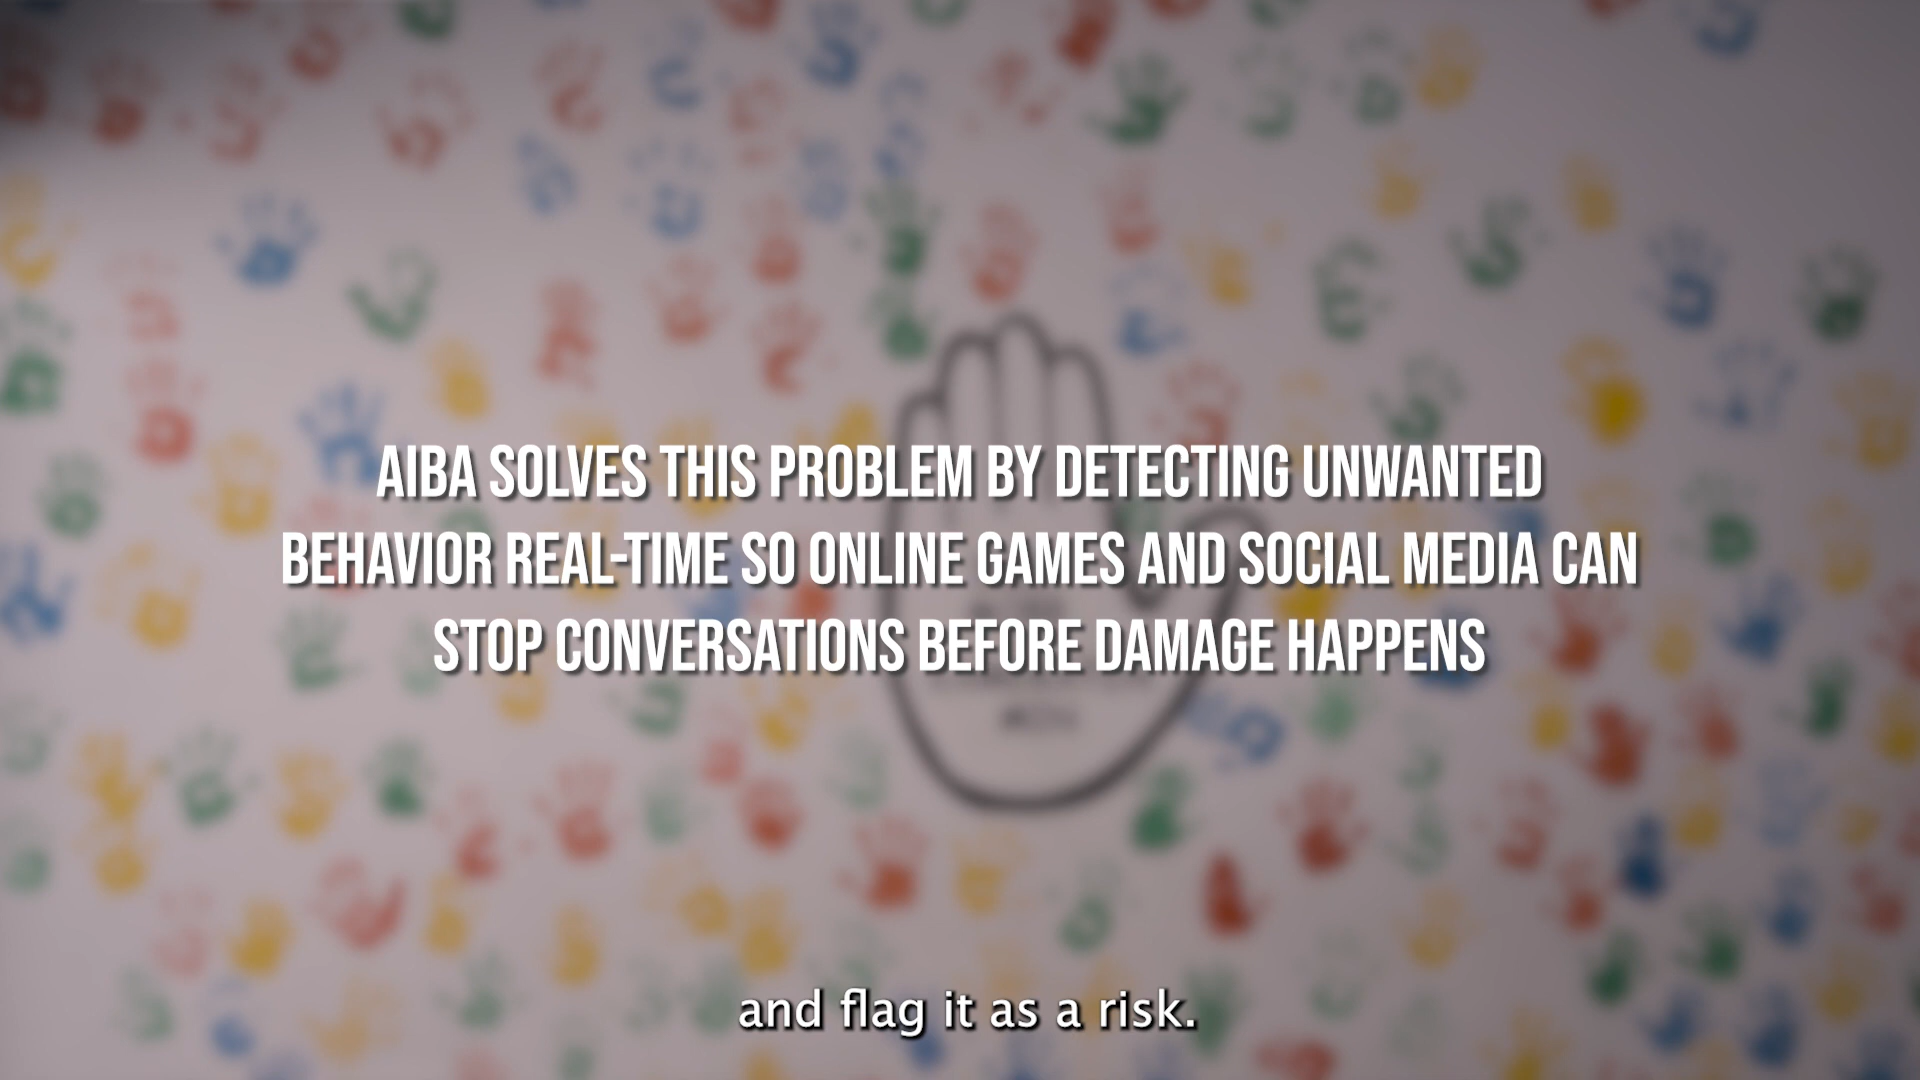 AIBA SOLVES THIS PROBLEM BY DETECTING UNWANTED
BEHAVIOR REAL-TIME SO ONLINE GAMES AND SOCIAL MEDIA CAN
STOP CONVERSATIONS BEFORE DAMAGE HAPPENS
and flag it as a risk.